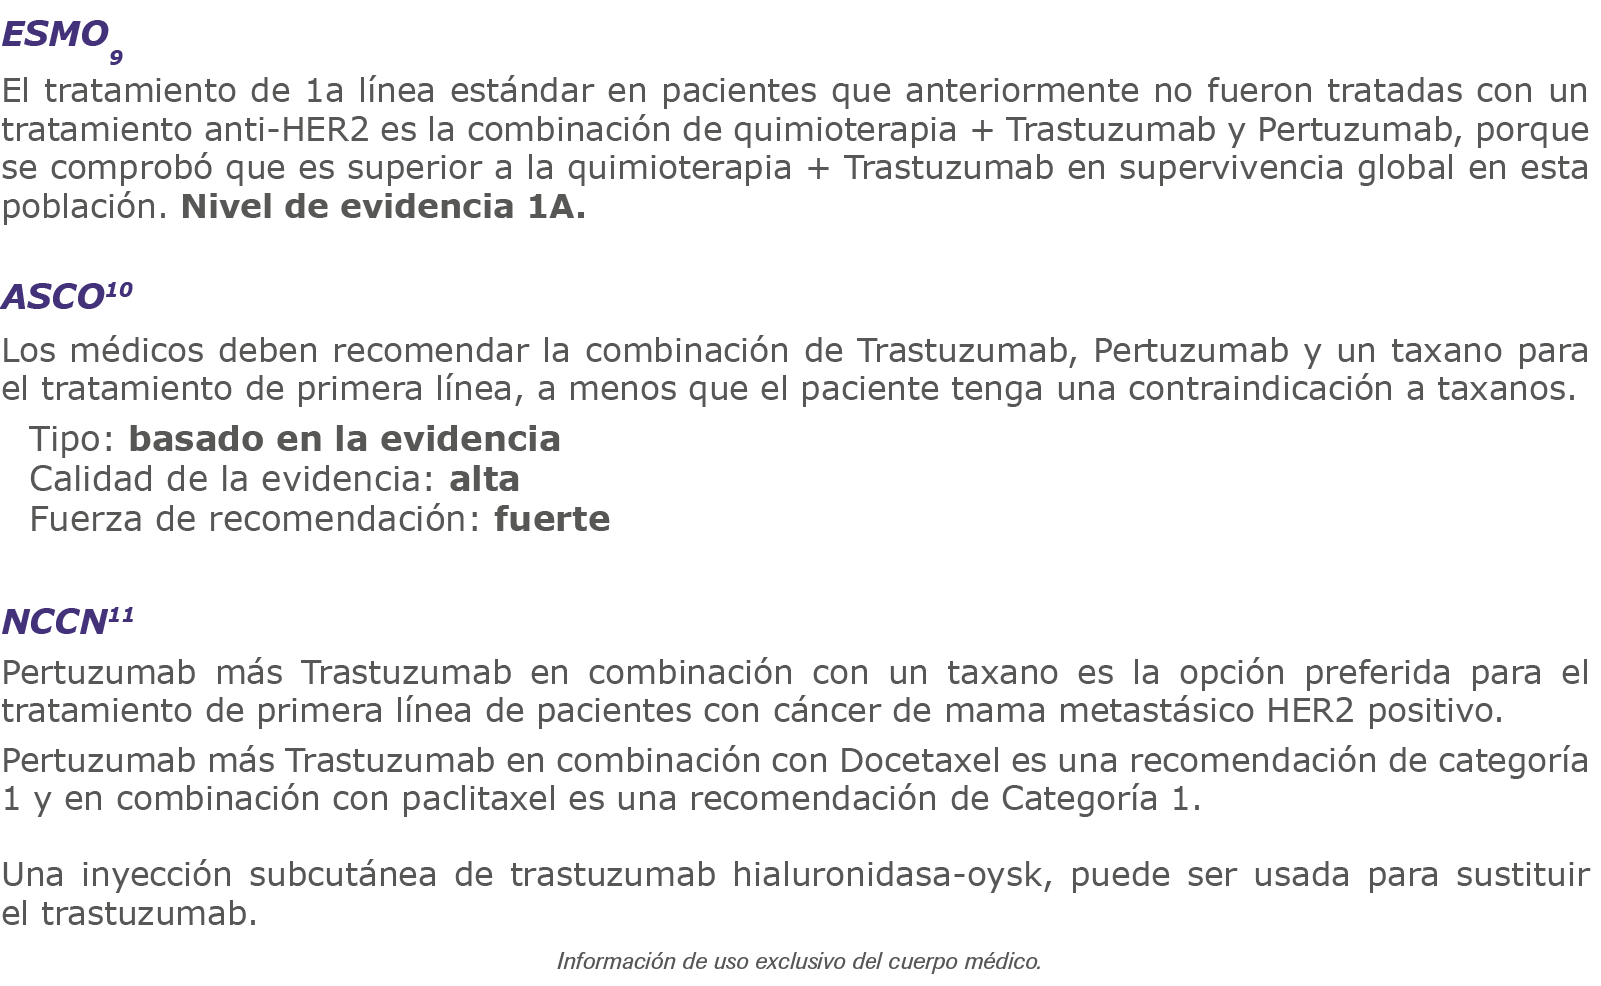 ESMO9
El tratamiento de 1a línea estándar en pacientes que anteriormente no fueron tratadas con un
tratamiento anti-HER2 es la combinación de quimioterapia + Trastuzumab y Pertuzumab, porque
se comprobó que es superior a la quimioterapia + Trastuzumab en supervivencia global en esta
población. Nivel de evidencia 1A.
ASCO10
Los médicos deben recomendar la combinación de Trastuzumab, Pertuzumab y un taxano para
el tratamiento de primera línea, a menos que el paciente tenga una contraindicación a taxanos.
Tipo: basado en la evidencia
Calidad de la evidencia: alta
Fuerza de recomendación: fuerte
NCCN11
Pertuzumab más Trastuzumab en combinación con un taxano es la opción preferida para el
tratamiento de primera línea de pacientes con cáncer de mama metastásico HER2 positivo.
Pertuzumab más Trastuzumab en combinación con Docetaxel es una recomendación de categoría
1 y en combinación con paclitaxel es una recomendación de Categoría 1.
Una inyección subcutánea de trastuzumab hialuronidasa-oysk, puede ser usada para sustituir
el trastuzumab.
Información de uso exclusivo del cuerpo médico.